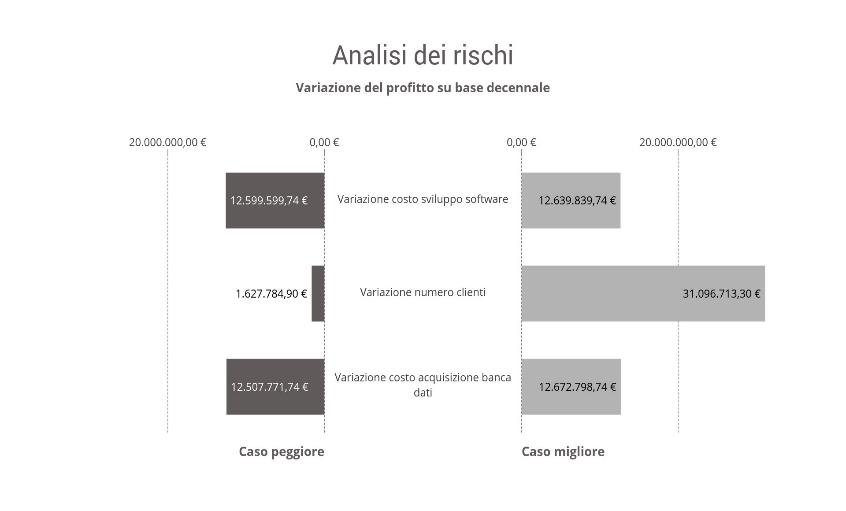 Analisi dei rischi
Variazione del profitto su base decennale
20.000.000,00 € 0,00 € 0,00 € 20.000.000,00 €
12.599.599,74 € Variazione costo sviluppo software 12.639.839,74 €
1.627.784,90 € Variazione numero clienti 31.096.713,30 €
Variazione costo acquisizione banca
12.507.771,74 € dati 12.672.798,74 €
Caso peggiore Caso migliore